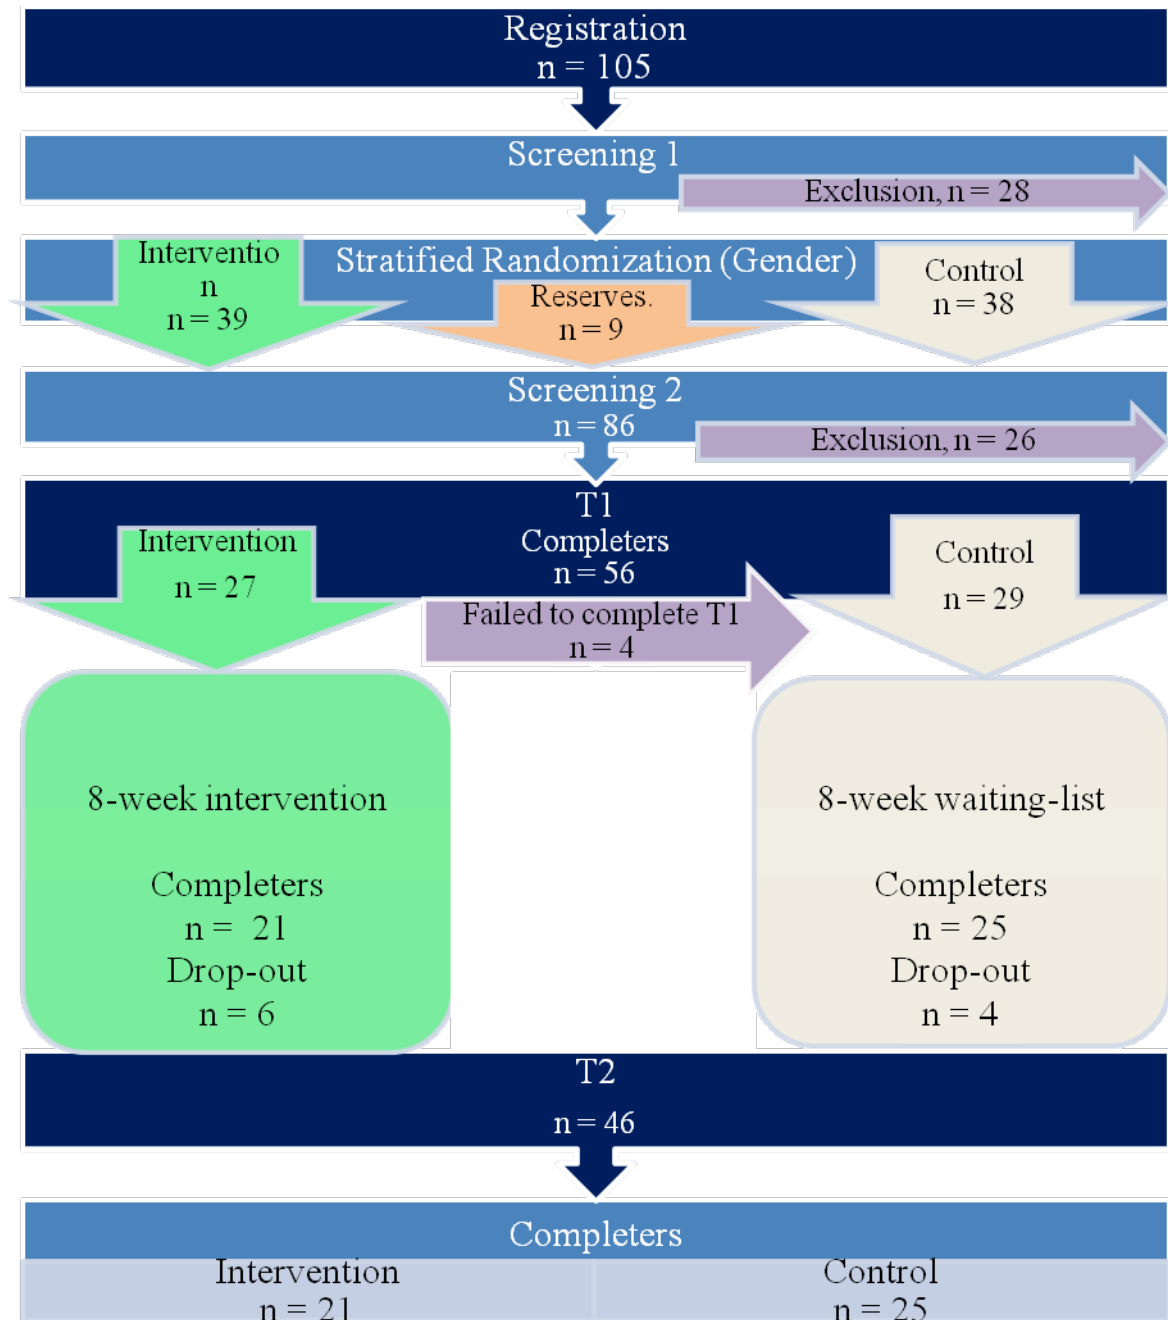 Registration
n = 105
Screening 1
Exclusion, n = 28
Stratified Randomization (Gender)
Interventio
n
n = 39
Reserves.
n = 9
Control
n = 38
Screening 2
n = 86
Exclusion, n = 26
T1
Completers
n = 56
Intervention
n = 27
Control
n = 29
Failed to complete T1
n = 4
8-week intervention
Completers
n = 21
Drop-out
n = 6
8-week waiting-list
Completers
n = 25
Drop-out
n = 4
T2
n = 46
Completers
Intervention
n = 21
Control
n = 25